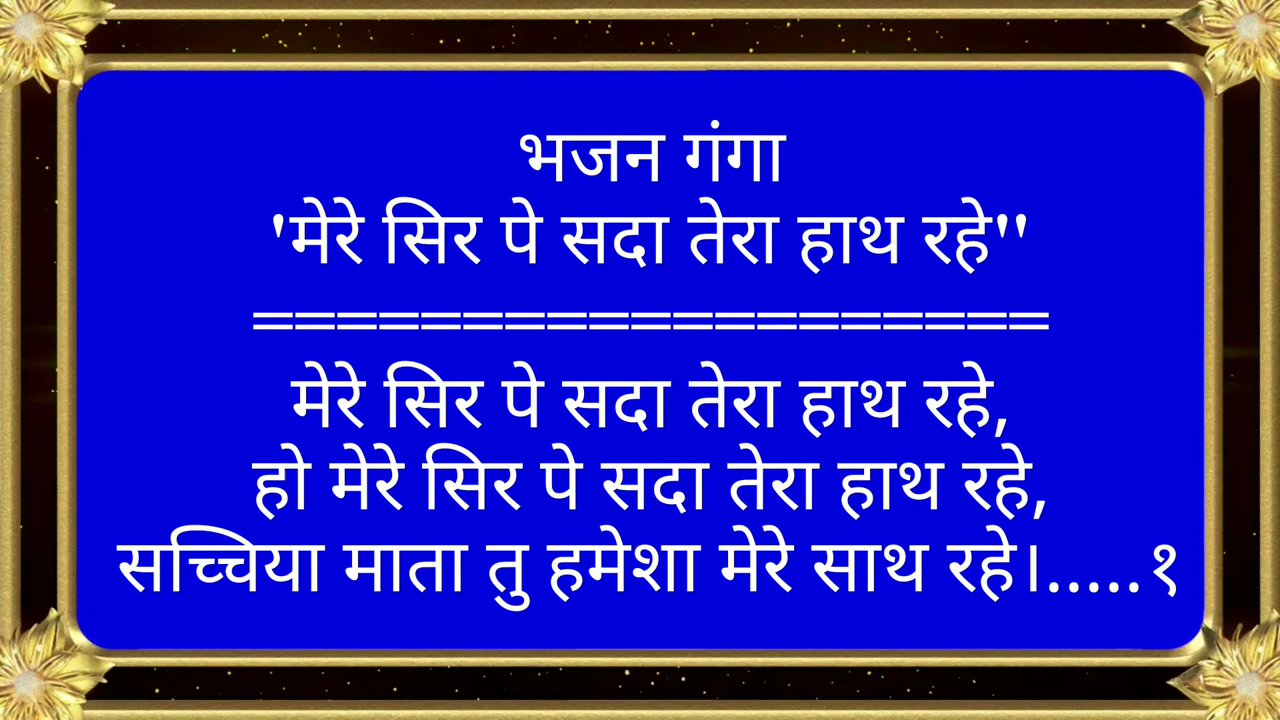 भजन गंगा
'मेरे सिर पे सदा तेरा हाथ रहे''
===================
मेरे सिर पे सदा तेरा हाथ रहे,
हो मेरे सिर पे सदा तेरा हाथ रहे,
सच्चिया माता तु हमेशा मेरे साथ रहे।.....१